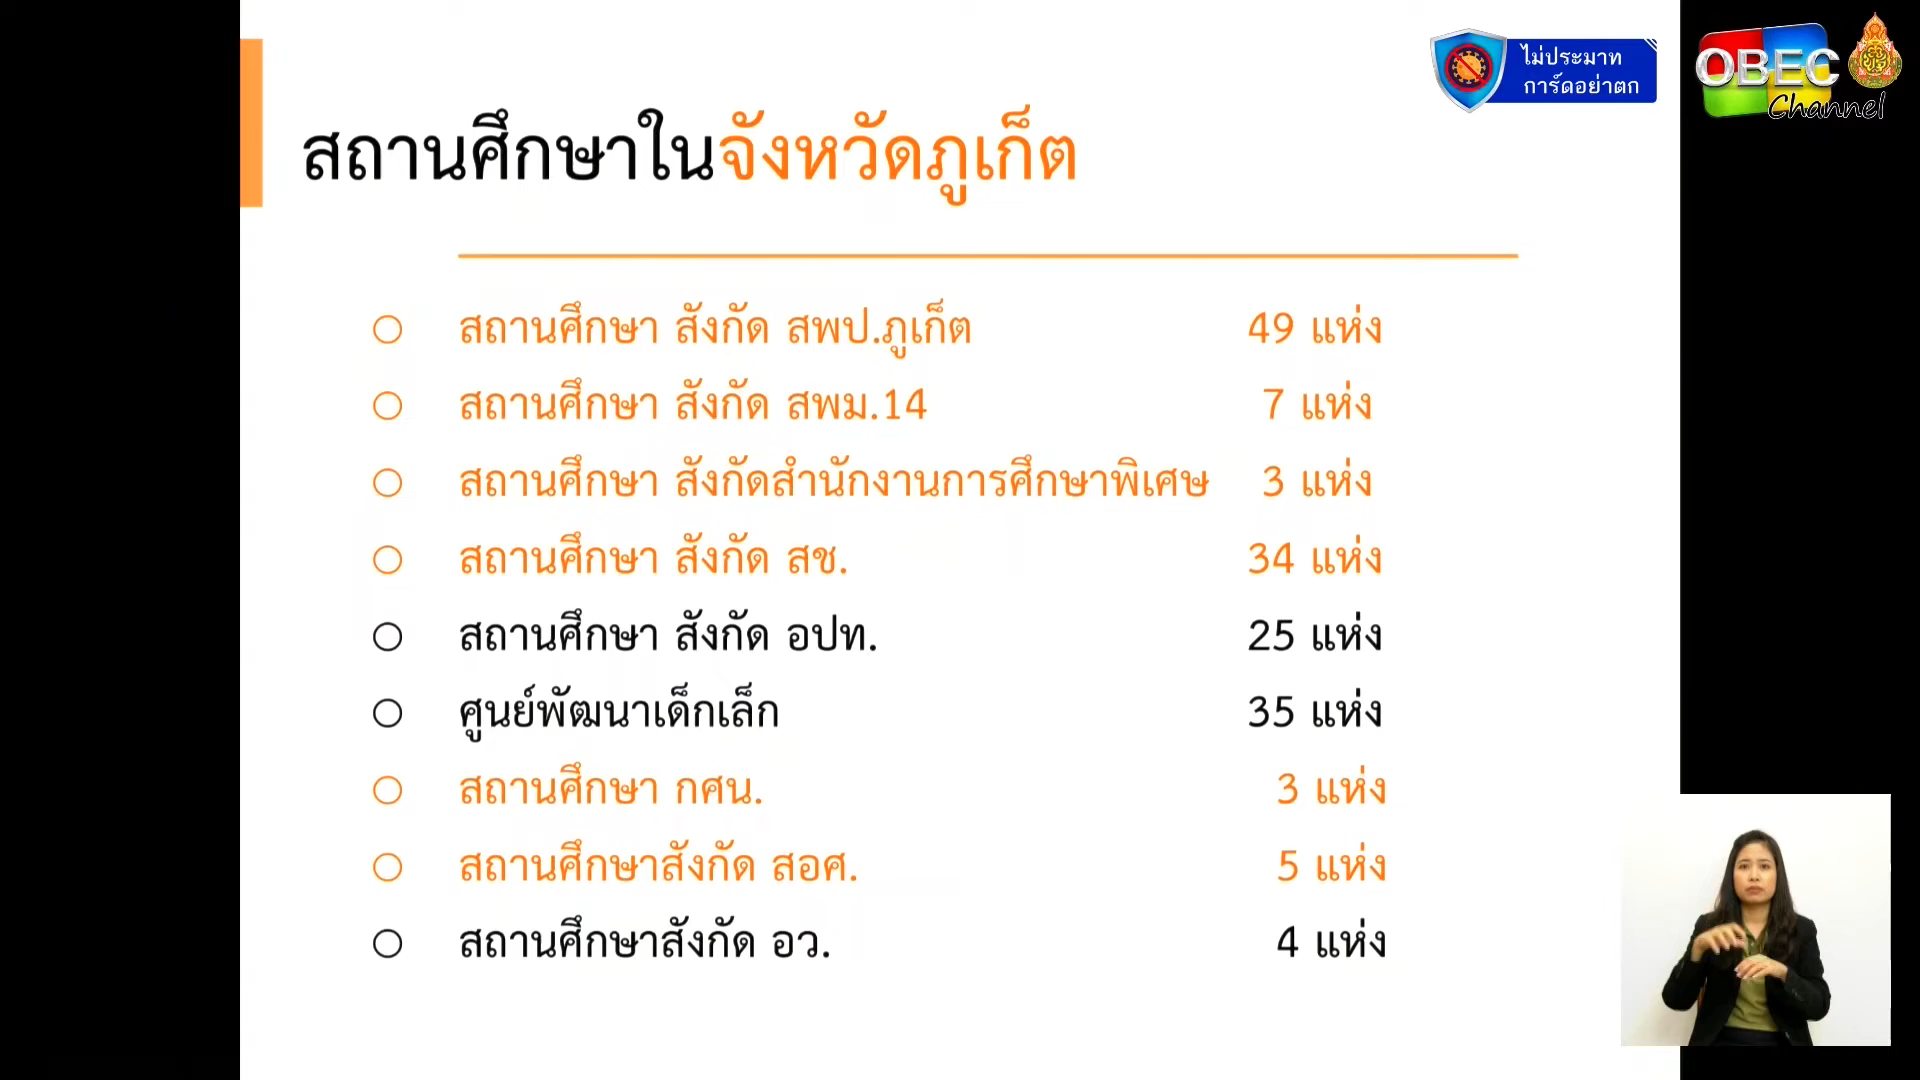 ไม่ประมาท
การ์ดอย่าตก
OBEC
Channel
สถานศึกษาในจังหวัดภูเก็ต
สถานศึกษา สังกัด สพป.ภูเก็ต 49 แห่ง
สถานศึกษา สังกัด สพม.14 7 แห่ง
สถานศึกษา สังกัดสำนักงานการศึกษาพิเศษ 3 แห่ง
สถานศึกษา สังกัด สช. 34 แห่ง
สถานศึกษา สังกัด อปท. 25 แห่ง
ศูนย์พัฒนาเด็กเล็ก 35 แห่ง
สถานศึกษา กศน. 3 แห่ง
สถานศึกษาสังกัด สอศ. 5 แห่ง
สถานศึกษาสังกัด อว. 4 แห่ง